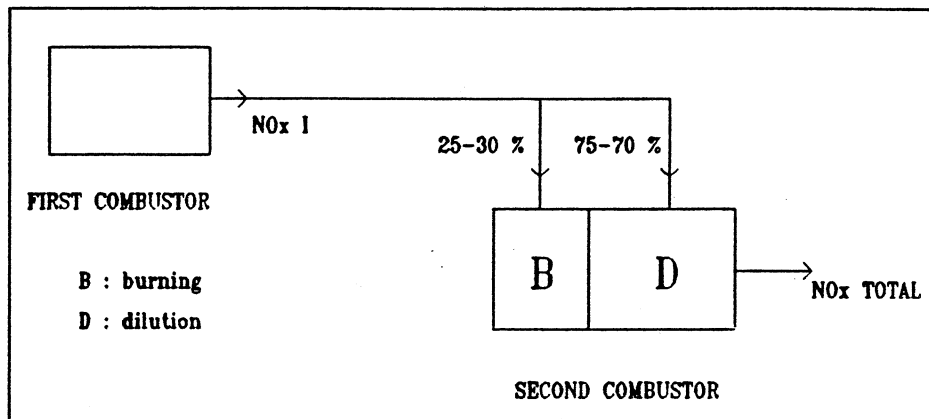 NOx I
25-30 % 75-70 %
FIRST COMBUSTOR
B D
B : burning
D : dilution
NOx TOTAL
SECOND COMBUSTOR